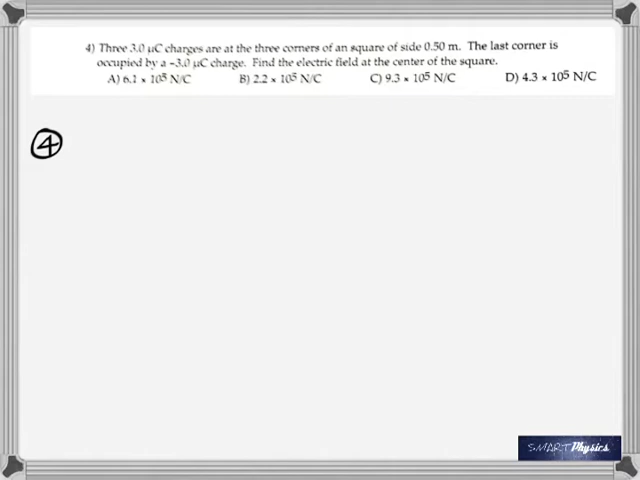 4) Three 3.0 μC charges are at the three corners of an square of side 0.50 m. The last corner is
occupied by a −3.0 μC charge. Find the electric field at the center of the square.
A) 6.1 × 10⁵ N/C B) 2.2 × 10⁵ N/C C) 9.3 × 10⁵ N/C D) 4.3 × 10⁵ N/C
④
SMART Physics